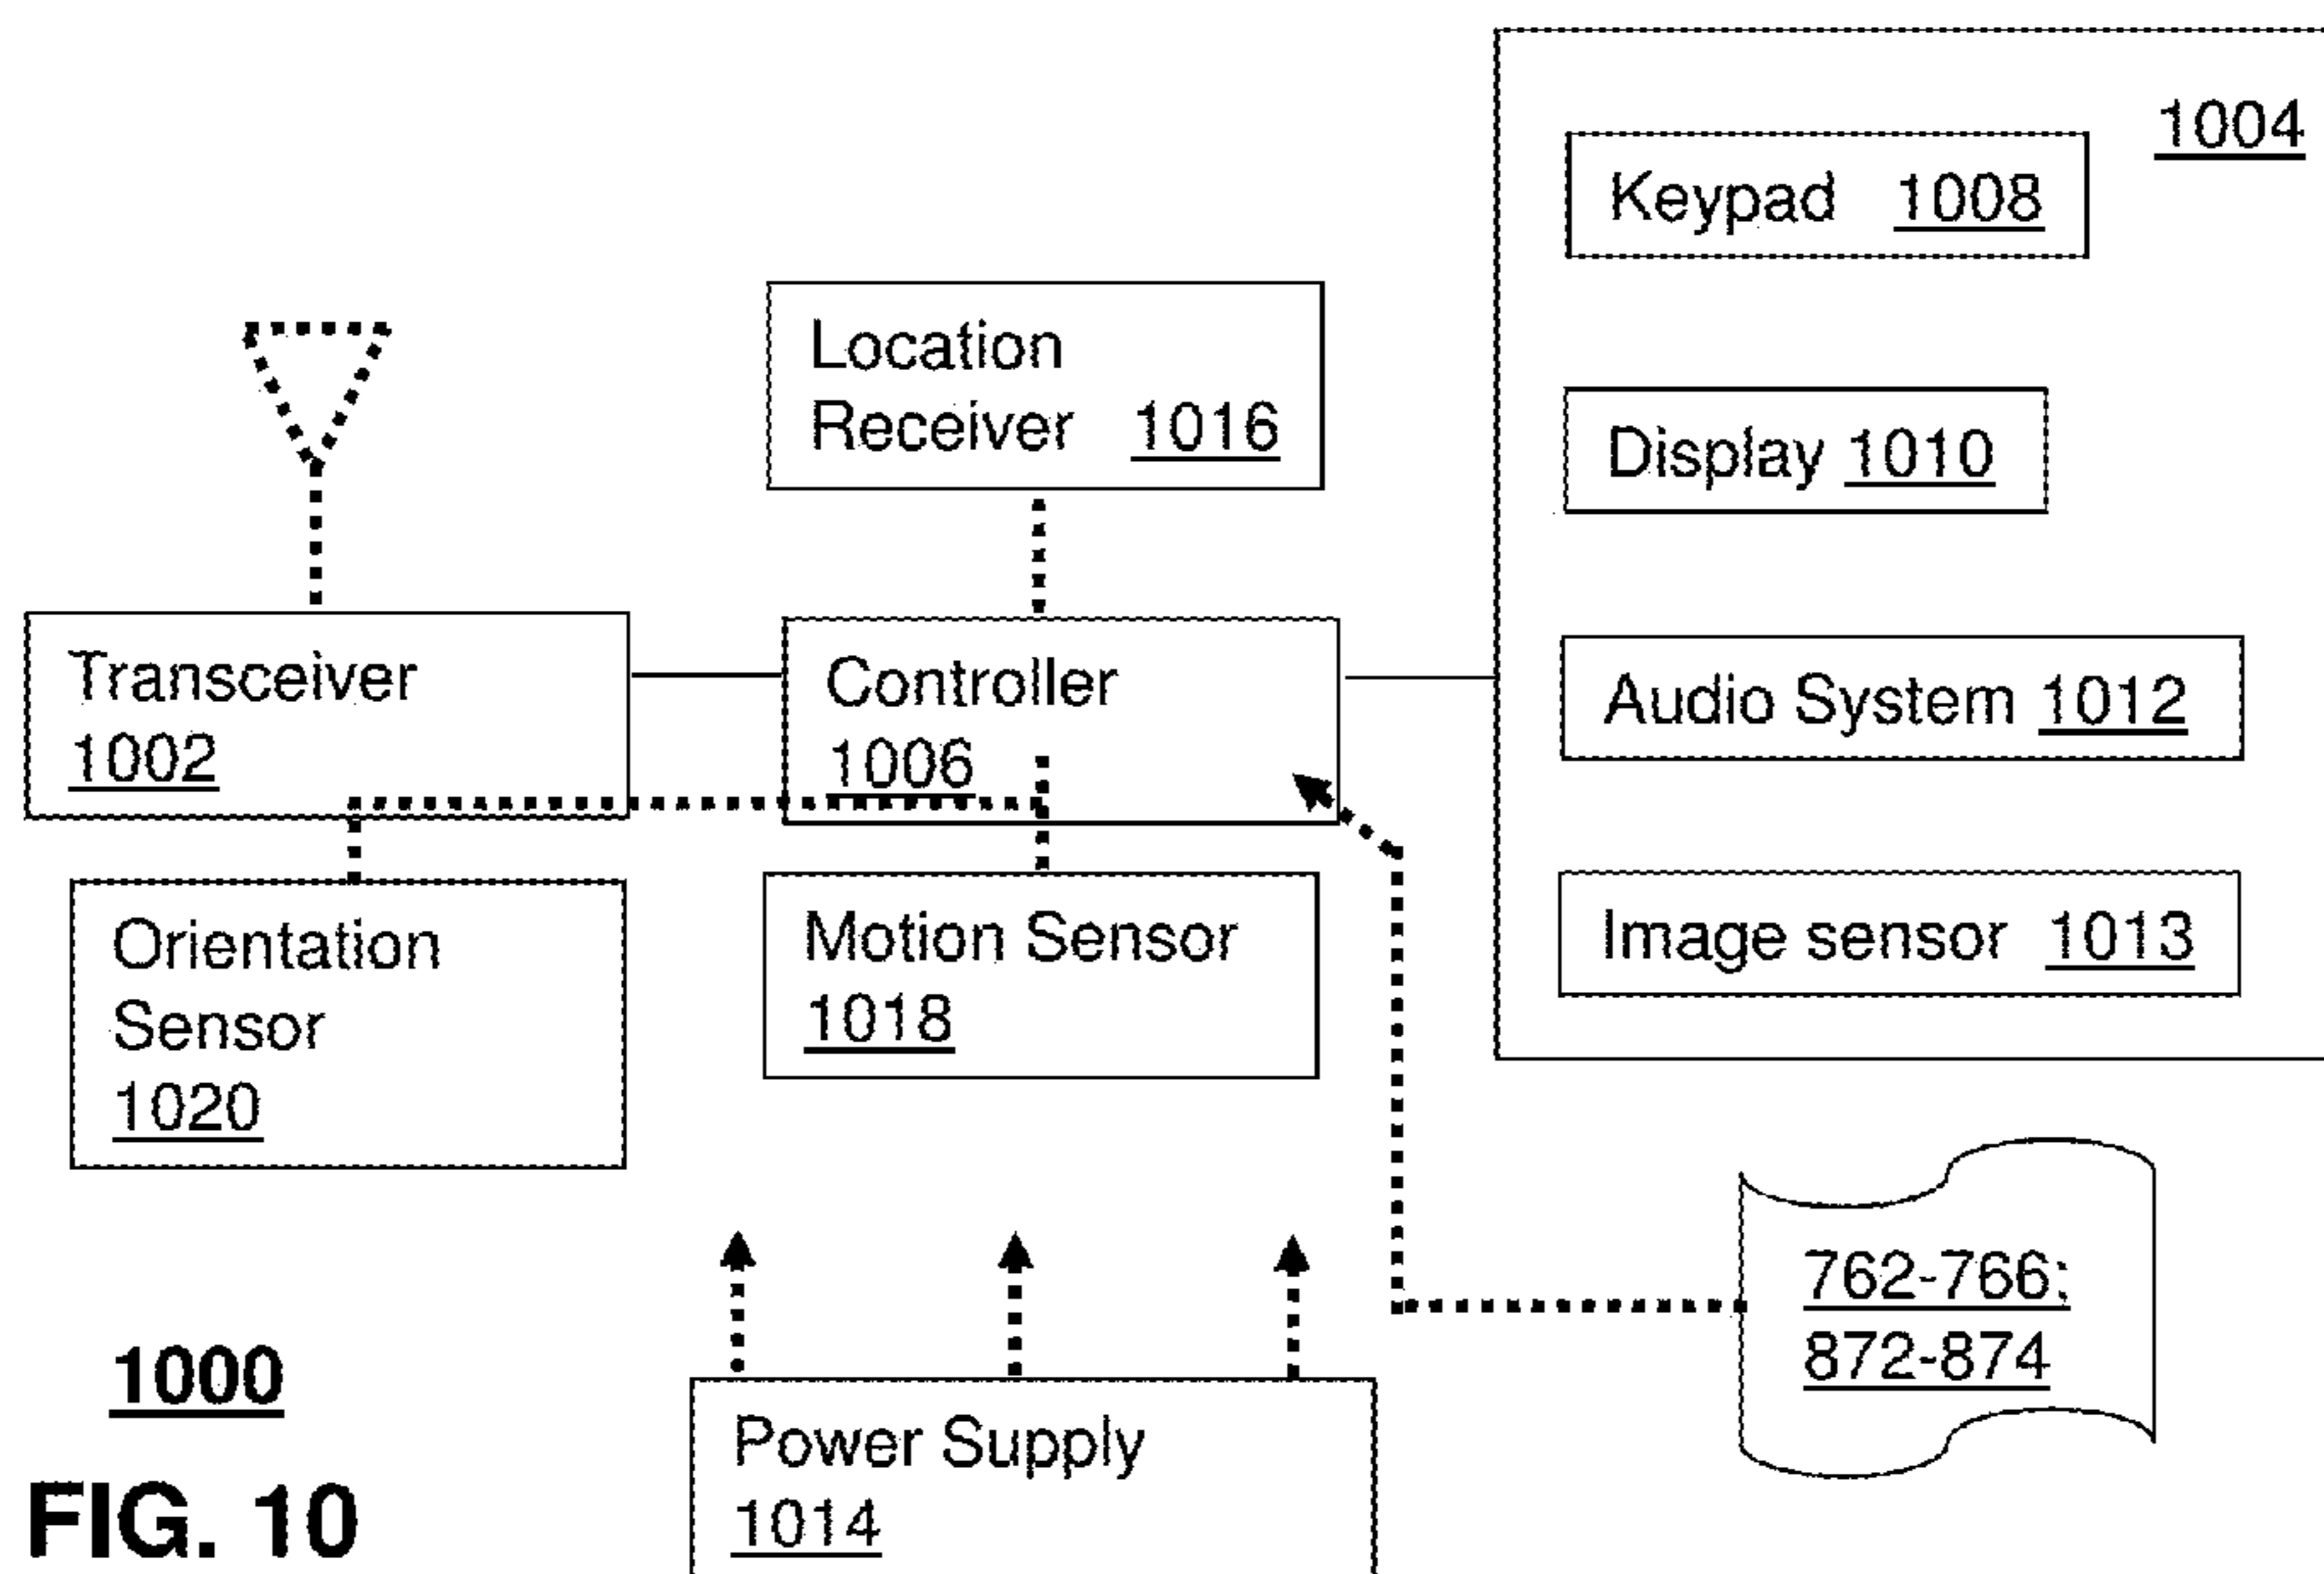 1004
Keypad 1008
Location
Receiver 1016
Display 1010
Transceiver
1002
Controller
1006
Audio System 1012
Orientation
Sensor
1020
Motion Sensor
1018
Image sensor 1013
762-766;
872-874
1000
Power Supply
1014
FIG. 10